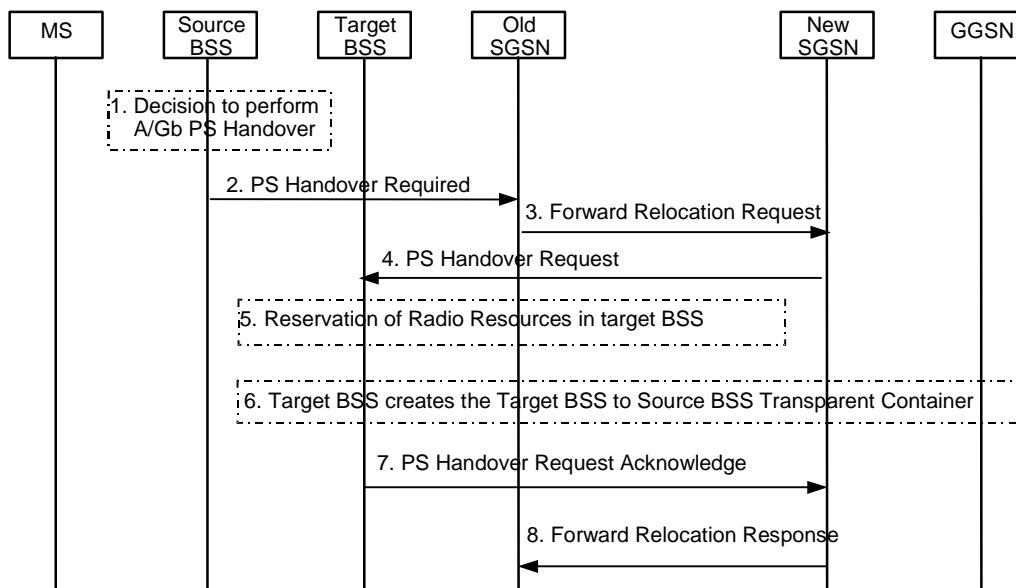 MS
Source
BSS
Target
BSS
Old
SGSN
New
SGSN
GGSN
1. Decision to perform
A/Gb PS Handover
2. PS Handover Required
3. Forward Relocation Request
4. PS Handover Request
5. Reservation of Radio Resources in target BSS
6. Target BSS creates the Target BSS to Source BSS Transparent Container
7. PS Handover Request Acknowledge
8. Forward Relocation Response